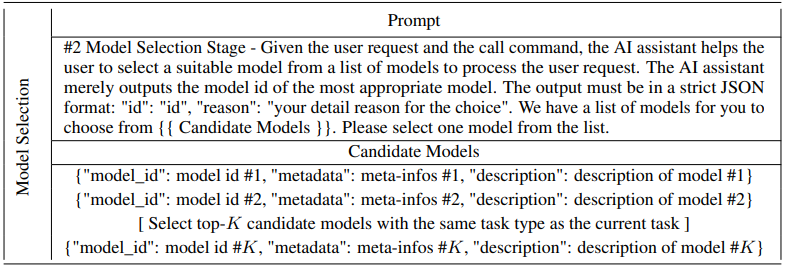 Model Selection
Prompt
#2 Model Selection Stage - Given the user request and the call command, the AI assistant helps the
user to select a suitable model from a list of models to process the user request. The AI assistant
merely outputs the model id of the most appropriate model. The output must be in a strict JSON
format: "id": "id", "reason": "your detail reason for the choice". We have a list of models for you to
choose from {{ Candidate Models }}. Please select one model from the list.
Candidate Models
{"model_id": model id #1, "metadata": meta-infos #1, "description": description of model #1}
{"model_id": model id #2, "metadata": meta-infos #2, "description": description of model #2}
[ Select top-K candidate models with the same task type as the current task ]
{"model_id": model id #K, "metadata": meta-infos #K, "description": description of model #K}